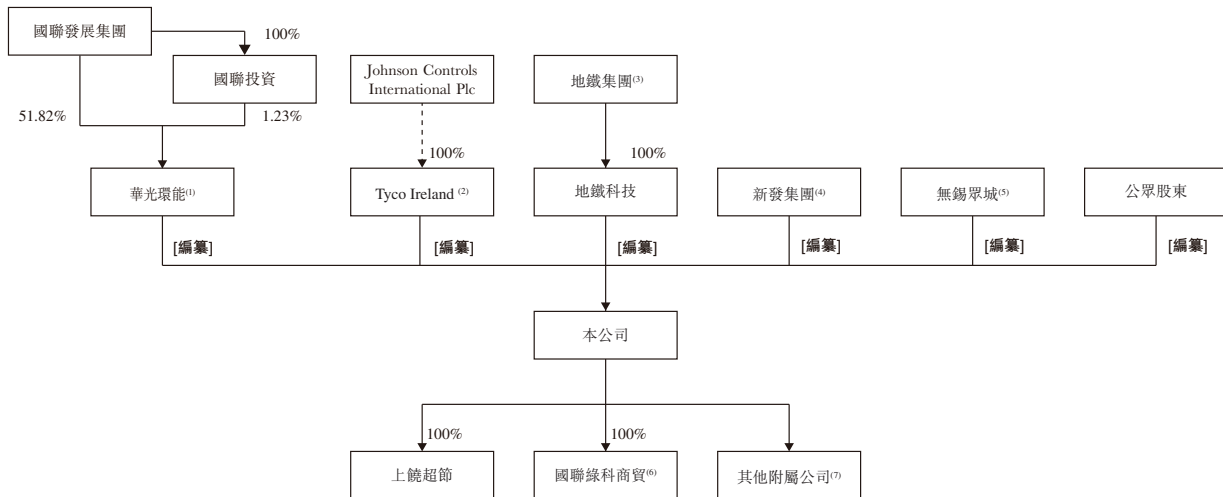 國聯發展集團
100%
國聯投資
Johnson Controls
International Plc
地鐵集團(3)
51.82%
1.23%
100%
100%
華光環能(1)
Tyco Ireland (2)
地鐵科技
新發集團(4)
無錫眾城(5)
公眾股東
[編纂]
[編纂]
[編纂]
[編纂]
[編纂]
[編纂]
本公司
100%
100%
上饒超節
國聯綠科商貿(6)
其他附屬公司(7)